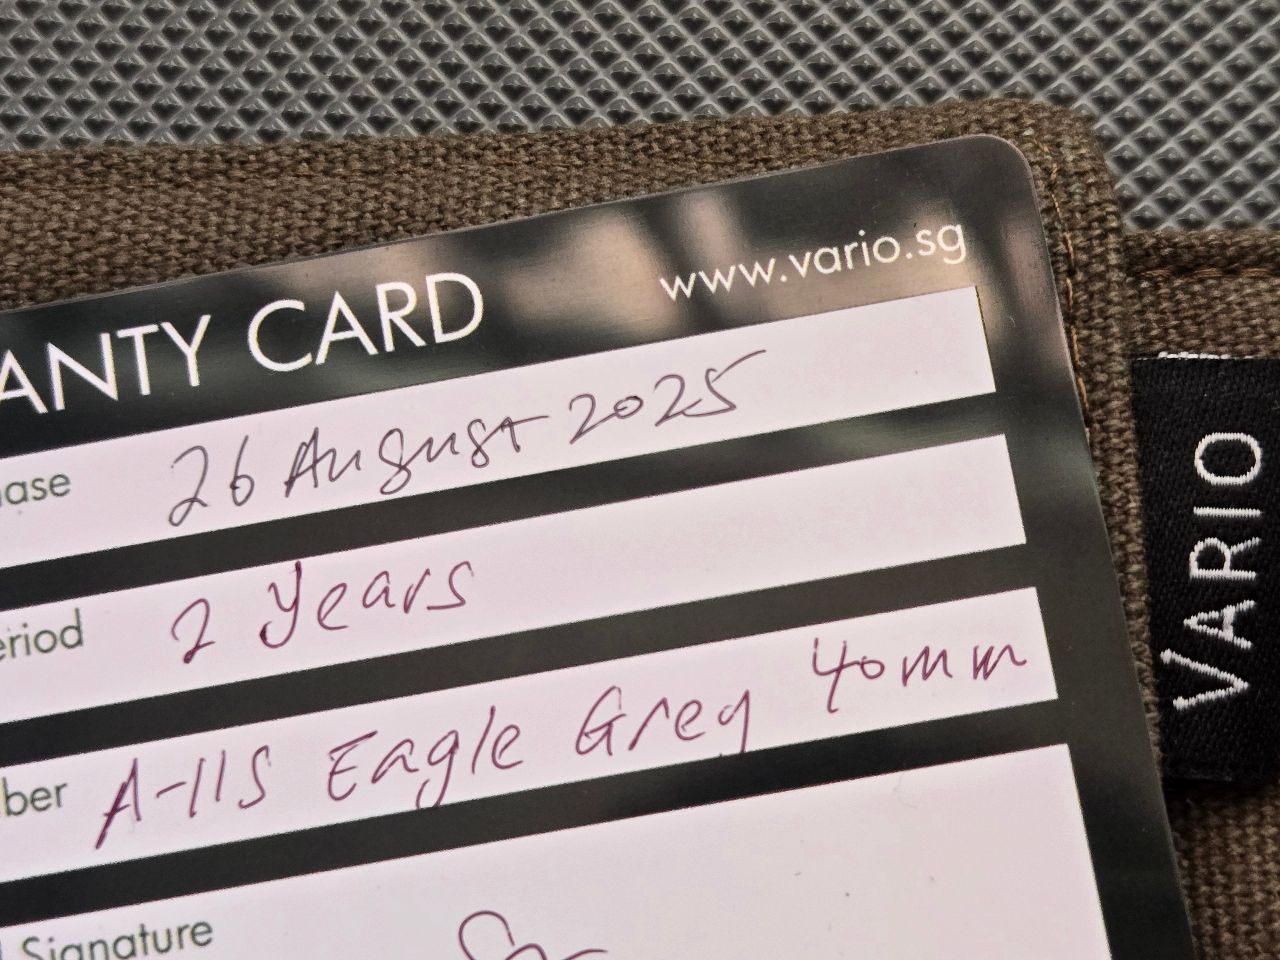 www.vario.sg
ANTY CARD
ase 26 August 2025
eriod 2 Years
ber A-11S Eagle Grey 40mm
Signature
VARIO